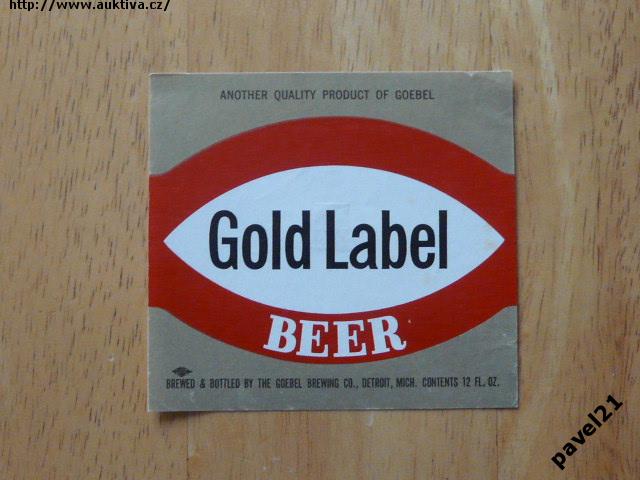 http://www.auktiva.cz/
ANOTHER QUALITY PRODUCT OF GOEBEL
Gold Label
BEER
BREWED & BOTTLED BY THE GOEBEL BREWING CO., DETROIT, MICH. CONTENTS 12 FL. OZ.
pavel21